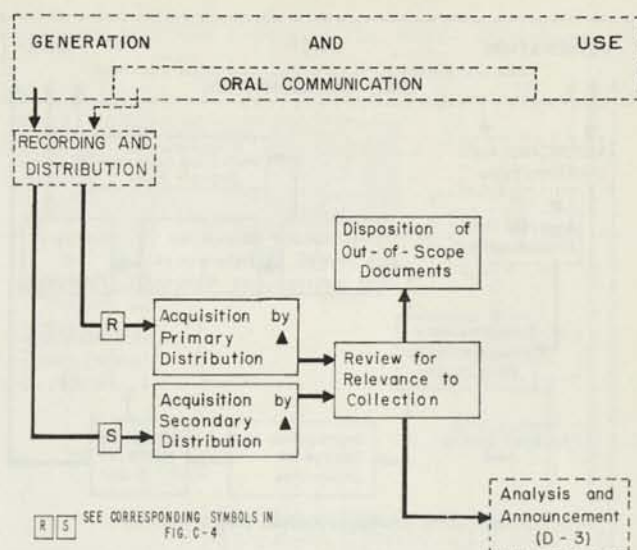 GENERATION AND USE
ORAL COMMUNICATION
RECORDING AND
DISTRIBUTION
Disposition of
Out-of-Scope
Documents
R
Acquisition by
Primary ▲
Distribution
Review for
Relevance to
Collection
S
Acquisition by
Secondary ▲
Distribution
Analysis and
Announcement
(D-3)
R S SEE CORRESPONDING SYMBOLS IN
FIG. C-4